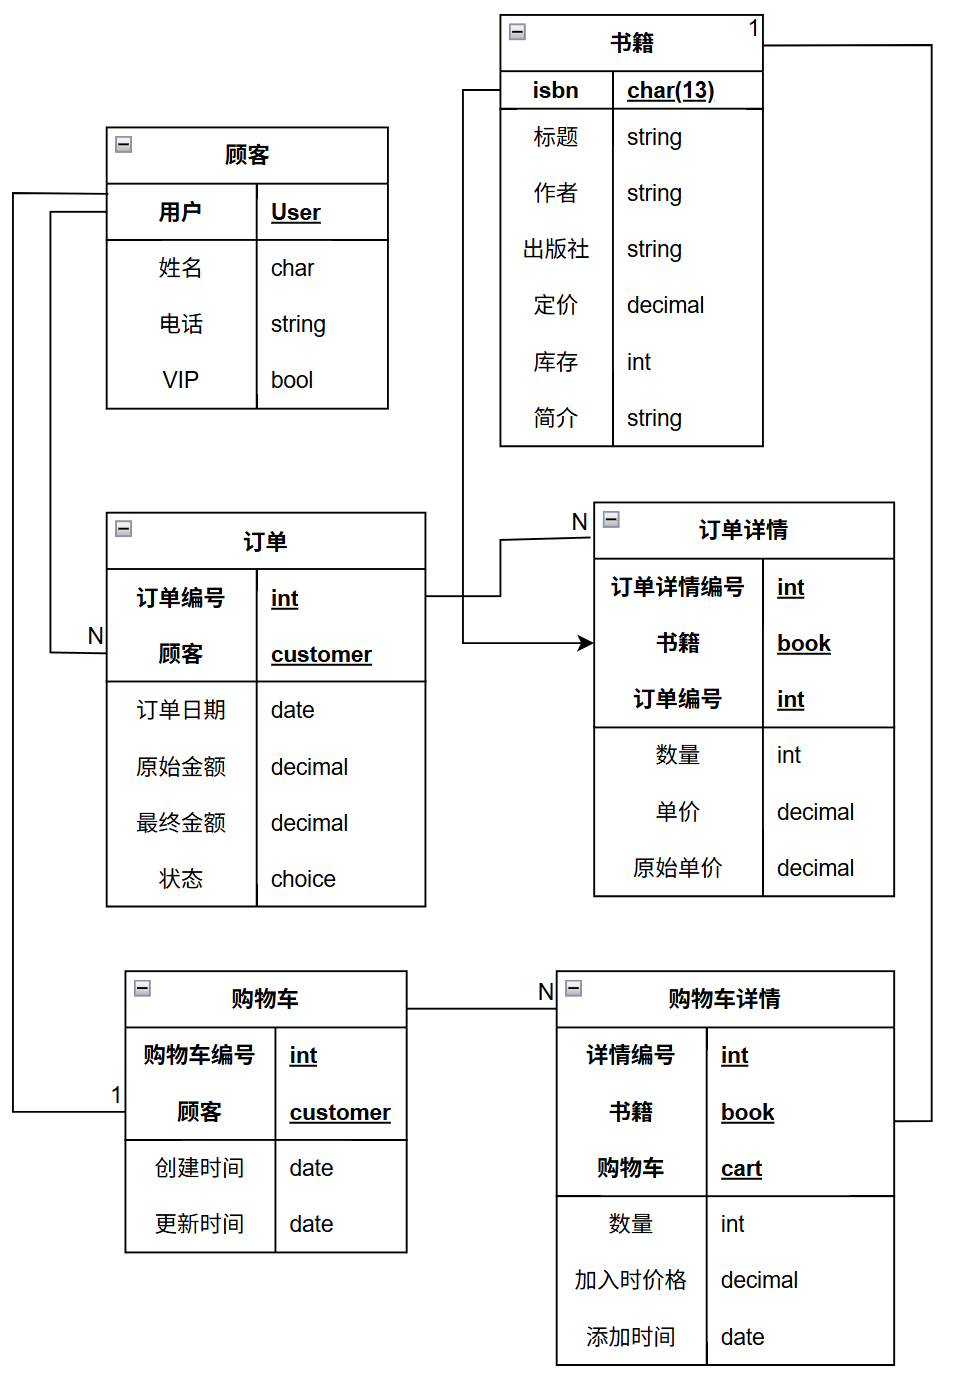 书籍
1
isbn char(13)
标题 string
作者 string
出版社 string
定价 decimal
库存 int
简介 string
顾客
用户 User
姓名 char
电话 string
VIP bool
订单
订单编号 int
N
顾客 customer
订单日期 date
原始金额 decimal
最终金额 decimal
状态 choice
N
订单详情
订单详情编号 int
书籍 book
订单编号 int
数量 int
单价 decimal
原始单价 decimal
购物车
购物车编号 int
1
顾客 customer
创建时间 date
更新时间 date
N
购物车详情
详情编号 int
书籍 book
购物车 cart
数量 int
加入时价格 decimal
添加时间 date